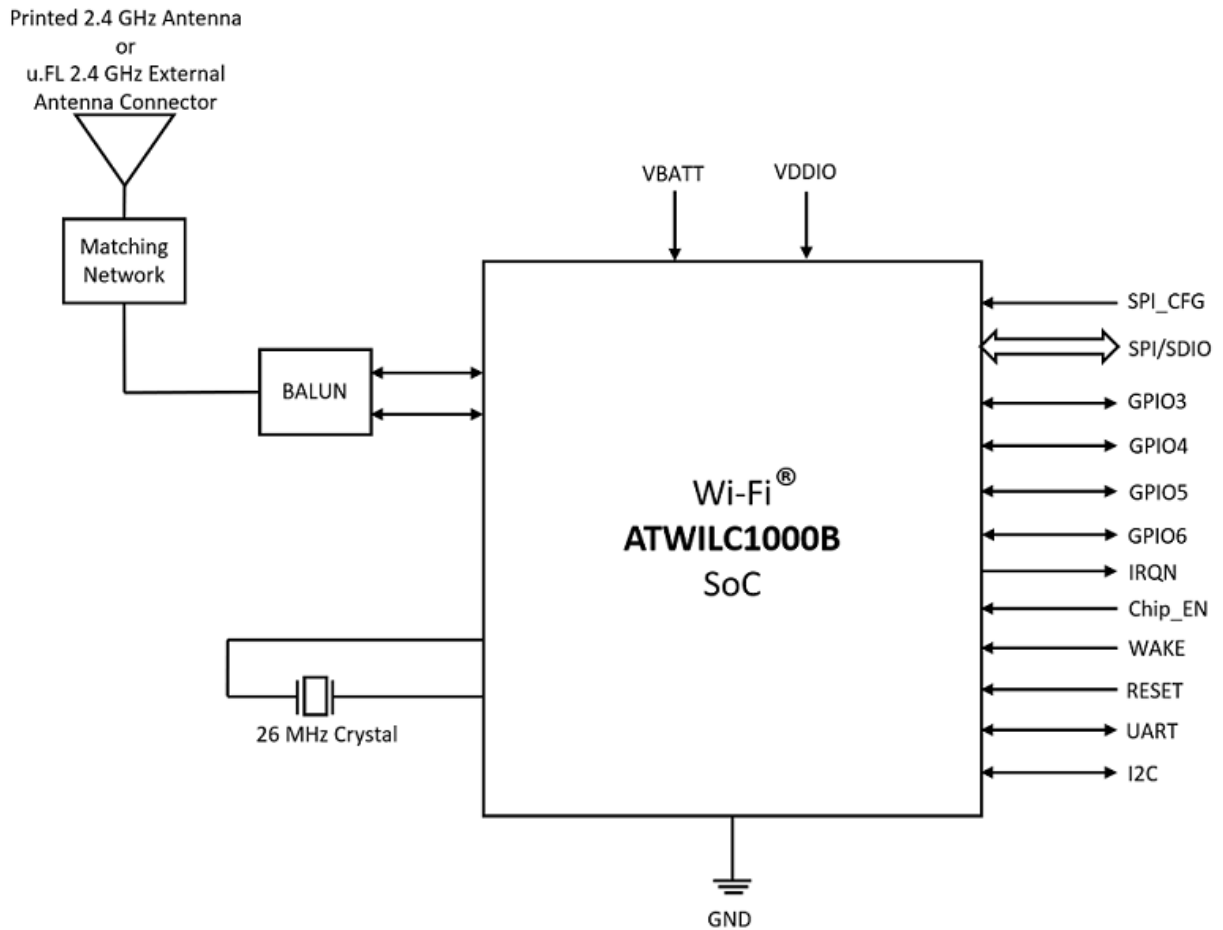 Printed 2.4 GHz Antenna
or
u.FL 2.4 GHz External
Antenna Connector
Matching
Network
BALUN
VBATT
VDDIO
Wi-Fi®
ATWILC1000B
SoC
SPI_CFG
SPI/SDIO
GPIO3
GPIO4
GPIO5
GPIO6
IRQN
Chip_EN
WAKE
RESET
UART
I2C
26 MHz Crystal
GND